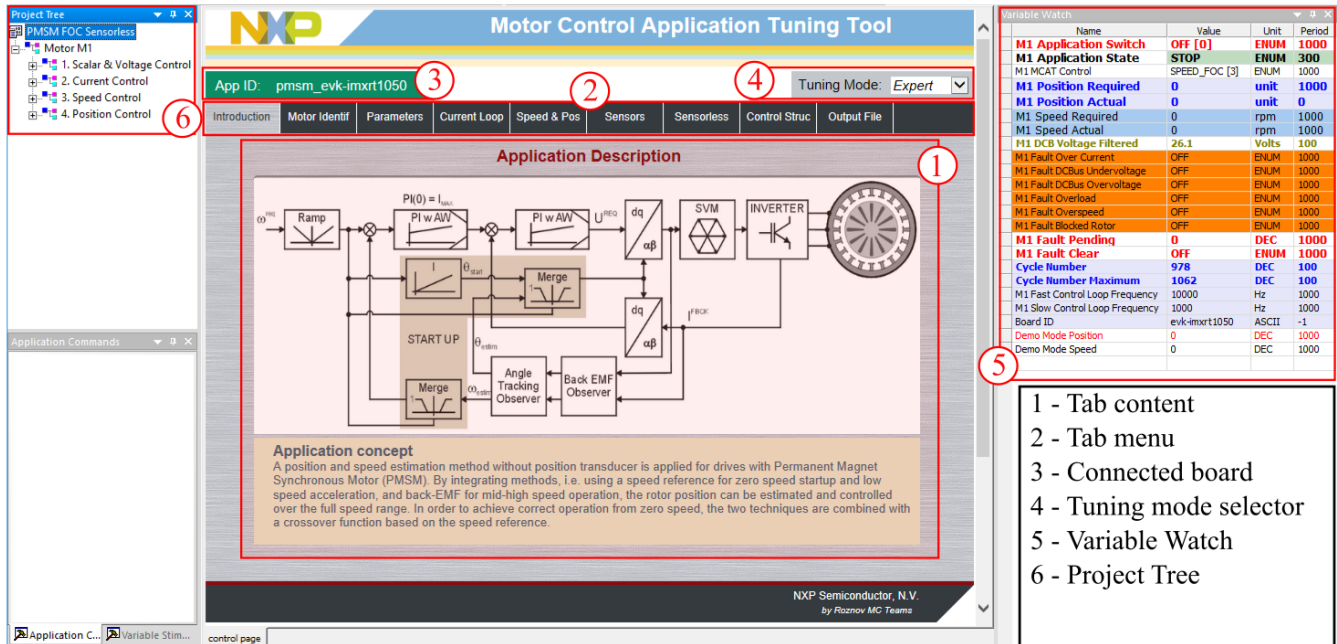 Project Tree
PMSM FOC Sensorless
Motor M1
1. Scalar & Voltage Control
2. Current Control
3. Speed Control
4. Position Control
6
Application Commands
Application C...
Variable Stim...
NXP
Motor Control Application Tuning Tool
App ID: pmsm_evk-imxrt1050
3
2
4
Tuning Mode: Expert
Introduction Motor Identif Parameters Current Loop Speed & Pos Sensors Sensorless Control Struc Output File
1
Application Description
PI(0) = I
ω req
Ramp
PI w AW
PI w AW
U REQ
dq
αβ
SVM
INVERTER
I
θstart
Merge
1
dq
αβ
I FBCK
START UP
θestim
Merge
1
ωestim
Angle
Tracking
Observer
Back EMF
Observer
Application concept
A position and speed estimation method without position transducer is applied for drives with Permanent Magnet
Synchronous Motor (PMSM). By integrating methods, i.e. using a speed reference for zero speed startup and low
speed acceleration, and back-EMF for mid-high speed operation, the rotor position can be estimated and controlled
over the full speed range. In order to achieve correct operation from zero speed, the two techniques are combined with
a crossover function based on the speed reference.
NXP Semiconductor, N.V.
by Roznov MC Teams
control page
Variable Watch
Name Value Unit Period
M1 Application Switch OFF [0] ENUM 1000
M1 Application State STOP ENUM 300
M1 MCAT Control SPEED_FOC [3] ENUM 1000
M1 Position Required 0 unit 1000
M1 Position Actual 0 unit 0
M1 Speed Required 0 rpm 1000
M1 Speed Actual 0 rpm 1000
M1 DCB Voltage Filtered 26.1 Volts 100
M1 Fault Over Current OFF ENUM 1000
M1 Fault DCBus Undervoltage OFF ENUM 1000
M1 Fault DCBus Overvoltage OFF ENUM 1000
M1 Fault Overload OFF ENUM 1000
M1 Fault Overspeed OFF ENUM 1000
M1 Fault Blocked Rotor OFF ENUM 1000
M1 Fault Pending 0 DEC 1000
M1 Fault Clear OFF ENUM 1000
Cycle Number 978 DEC 100
Cycle Number Maximum 1062 DEC 100
M1 Fast Control Loop Frequency 10000 Hz 1000
M1 Slow Control Loop Frequency 1000 Hz 1000
Board ID evk-imxrt1050 ASCII -1
Demo Mode Position 0 DEC 1000
Demo Mode Speed 0 DEC 1000
5
1 - Tab content
2 - Tab menu
3 - Connected board
4 - Tuning mode selector
5 - Variable Watch
6 - Project Tree